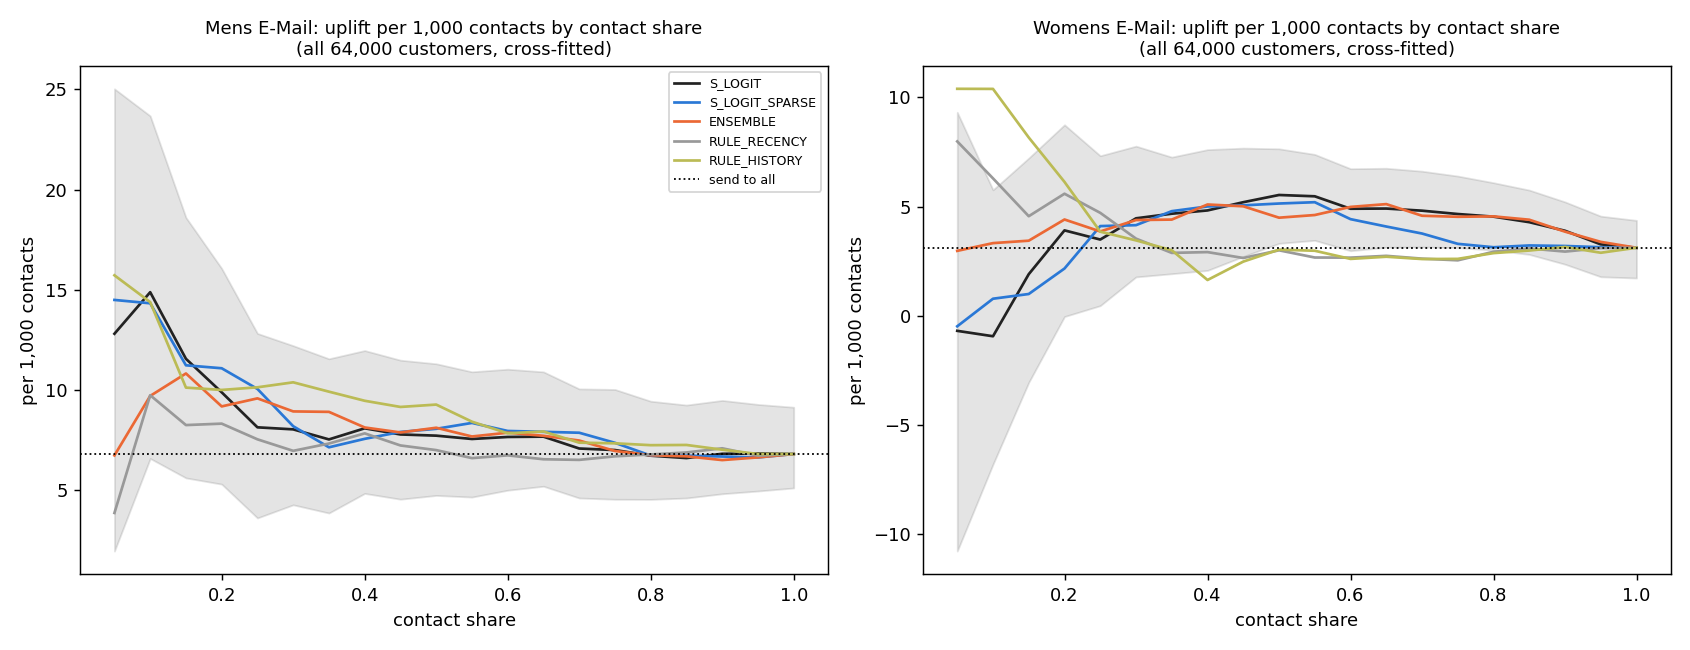 Mens E-Mail: uplift per 1,000 contacts by contact share
(all 64,000 customers, cross-fitted)
per 1,000 contacts
25
20
15
10
5
S_LOGIT
S_LOGIT_SPARSE
ENSEMBLE
RULE_RECENCY
RULE_HISTORY
send to all
0.2
0.4
0.6
0.8
1.0
contact share
Womens E-Mail: uplift per 1,000 contacts by contact share
(all 64,000 customers, cross-fitted)
per 1,000 contacts
10
5
0
−5
−10
0.2
0.4
0.6
0.8
1.0
contact share